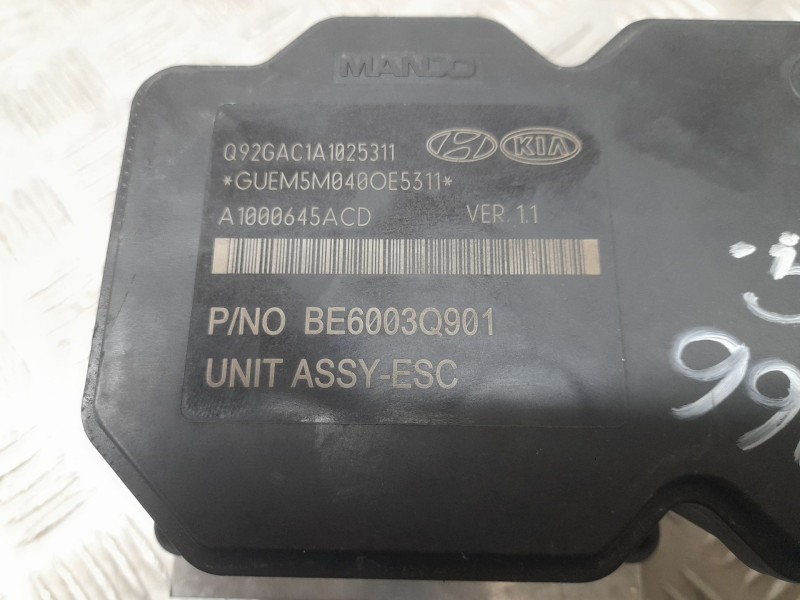 MANDO
Q92GAC1A1025311
KIA
*GUEM5M040OE5311*
A1000645ACD VER. 1.1
P/NO BE6003Q901
UNIT ASSY-ESC